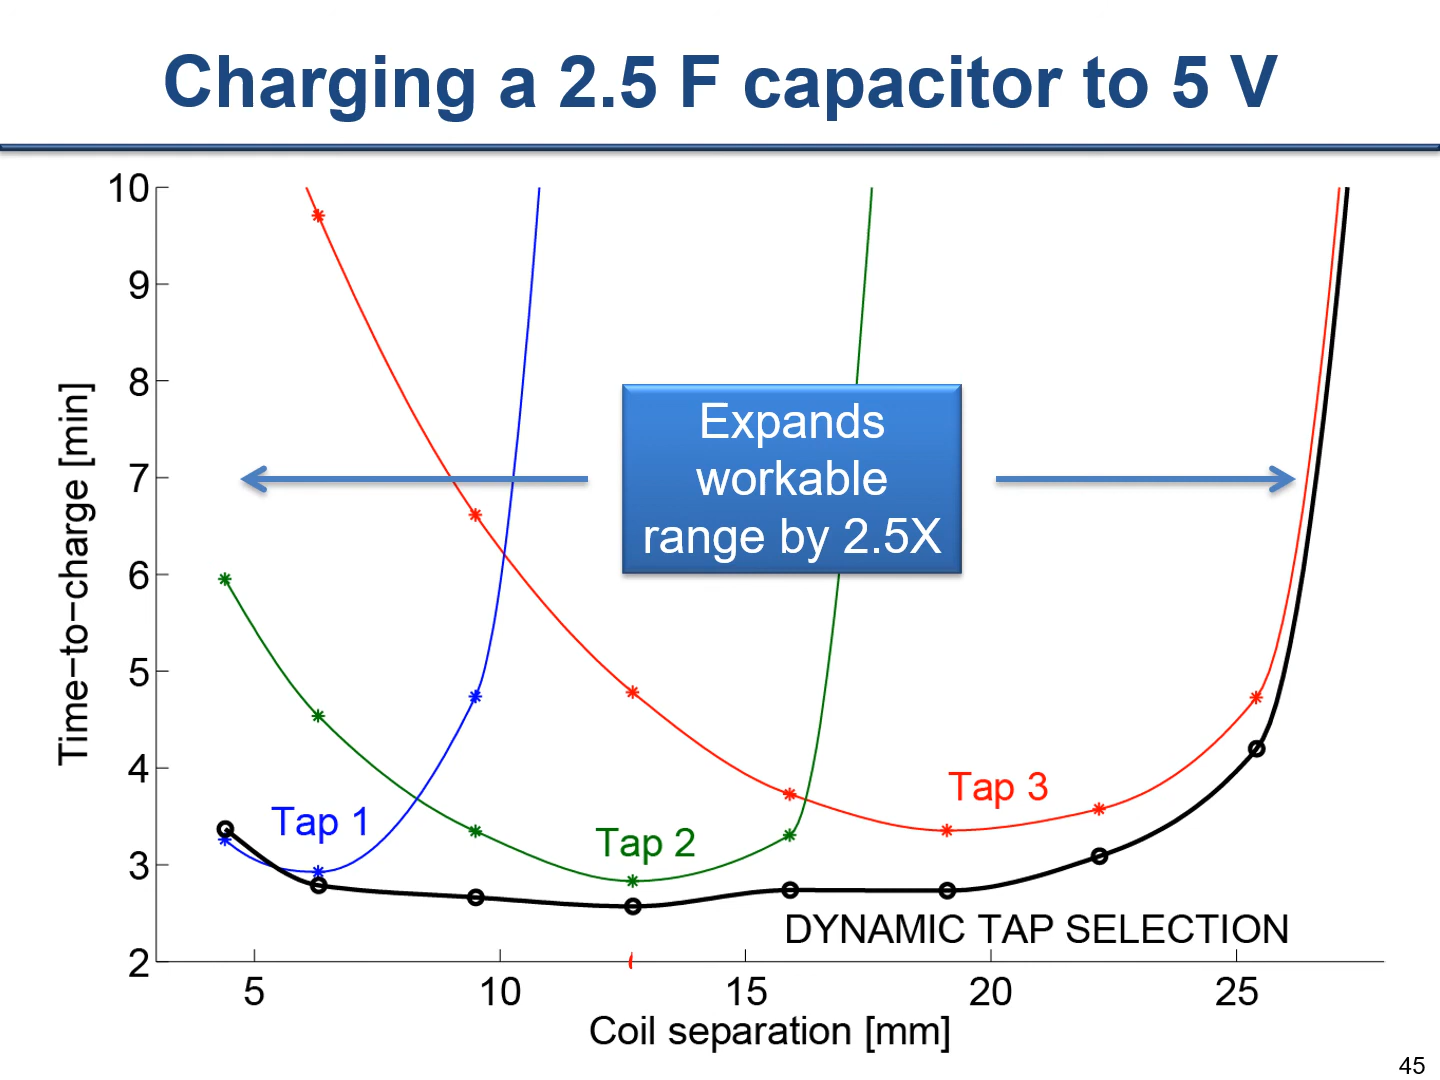 Charging a 2.5 F capacitor to 5 V
10
9
8
7
6
5
4
3
2
Time-to-charge [min]
Expands
workable
range by 2.5X
Tap 1
Tap 2
Tap 3
DYNAMIC TAP SELECTION
5
10
15
20
25
Coil separation [mm]
45